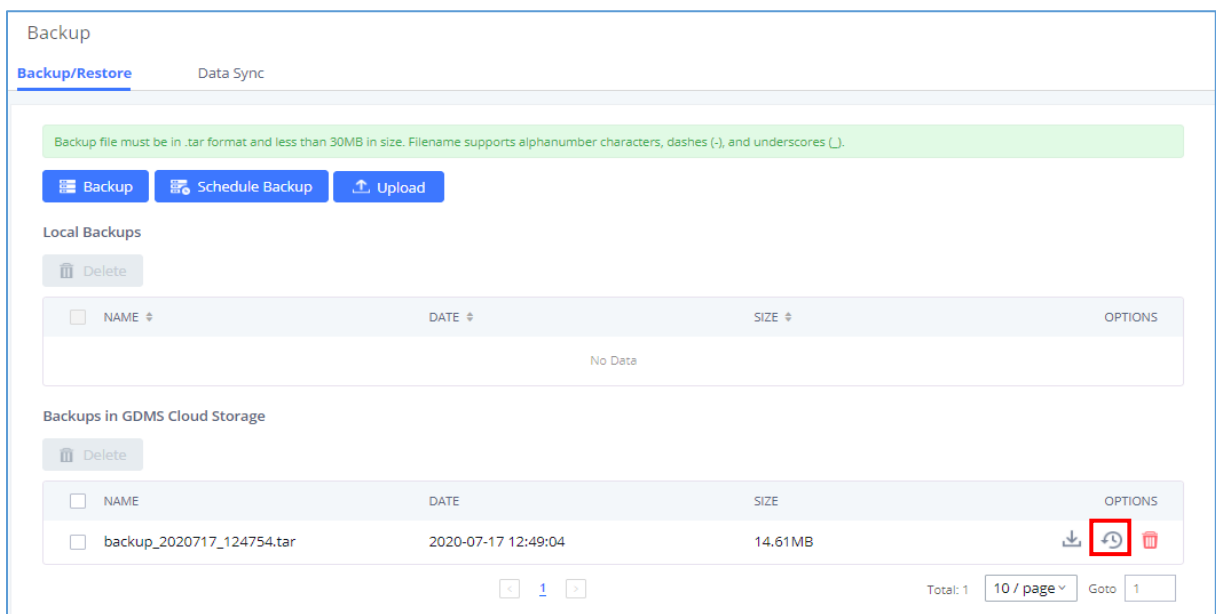 Backup
Backup/Restore Data Sync
Backup file must be in .tar format and less than 30MB in size. Filename supports alphanumber characters, dashes (-), and underscores (_).
Backup Schedule Backup Upload
Local Backups
Delete
NAME DATE SIZE OPTIONS
No Data
Backups in GDMS Cloud Storage
Delete
NAME DATE SIZE OPTIONS
backup_2020717_124754.tar 2020-07-17 12:49:04 14.61MB
< 1 > Total: 1 10 / page Goto 1